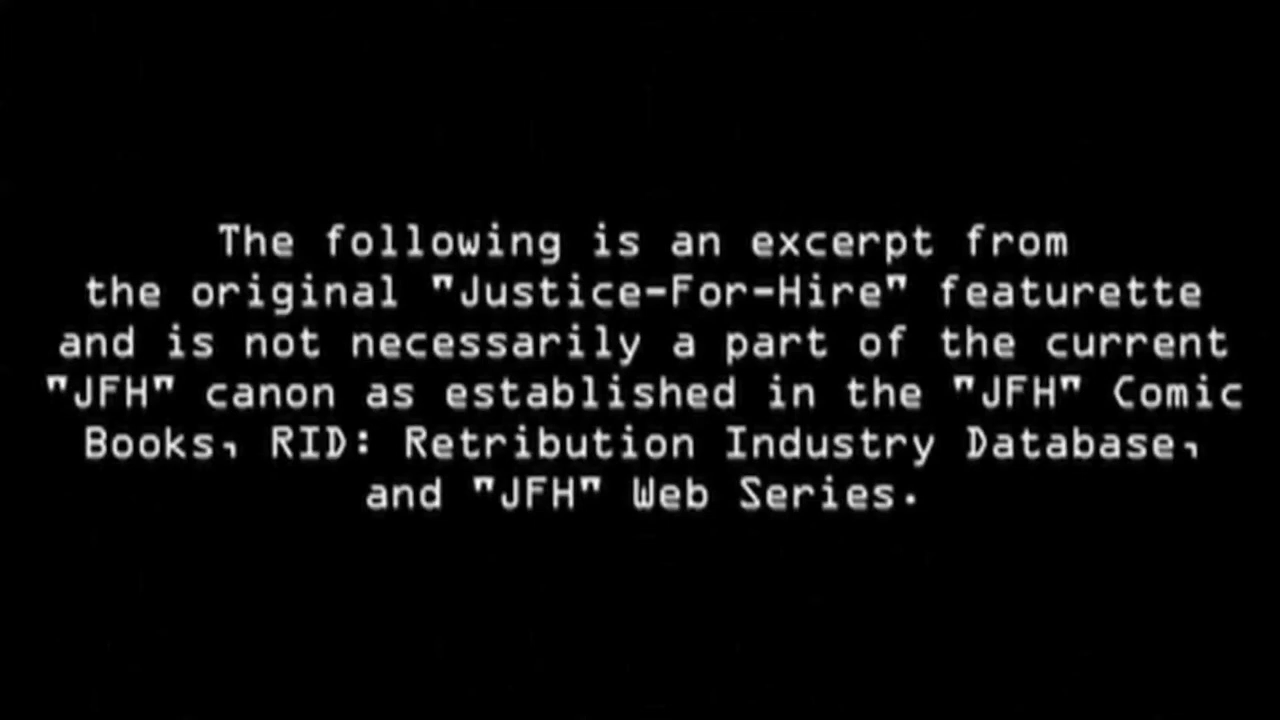 The following is an excerpt from
the original "Justice-For-Hire" featurette
and is not necessarily a part of the current
"JFH" canon as established in the "JFH" Comic
Books, RID: Retribution Industry Database,
and "JFH" Web Series.